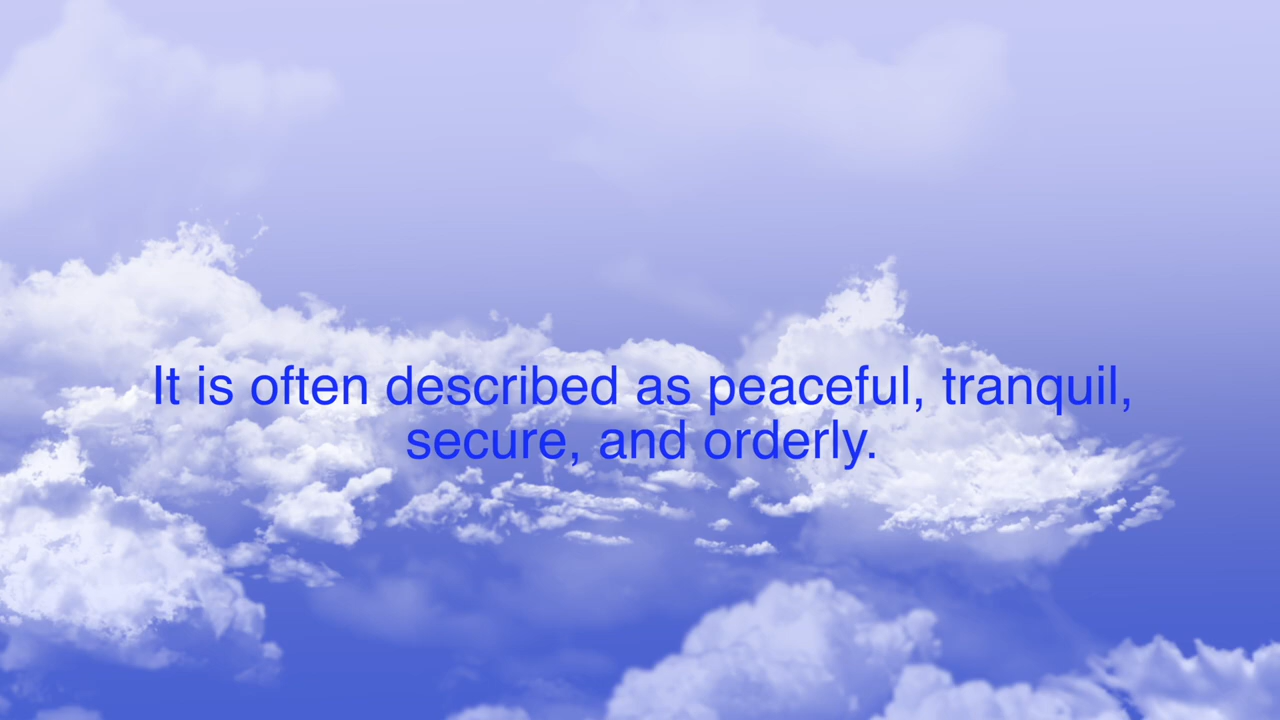 It is often described as peaceful, tranquil,
secure, and orderly.